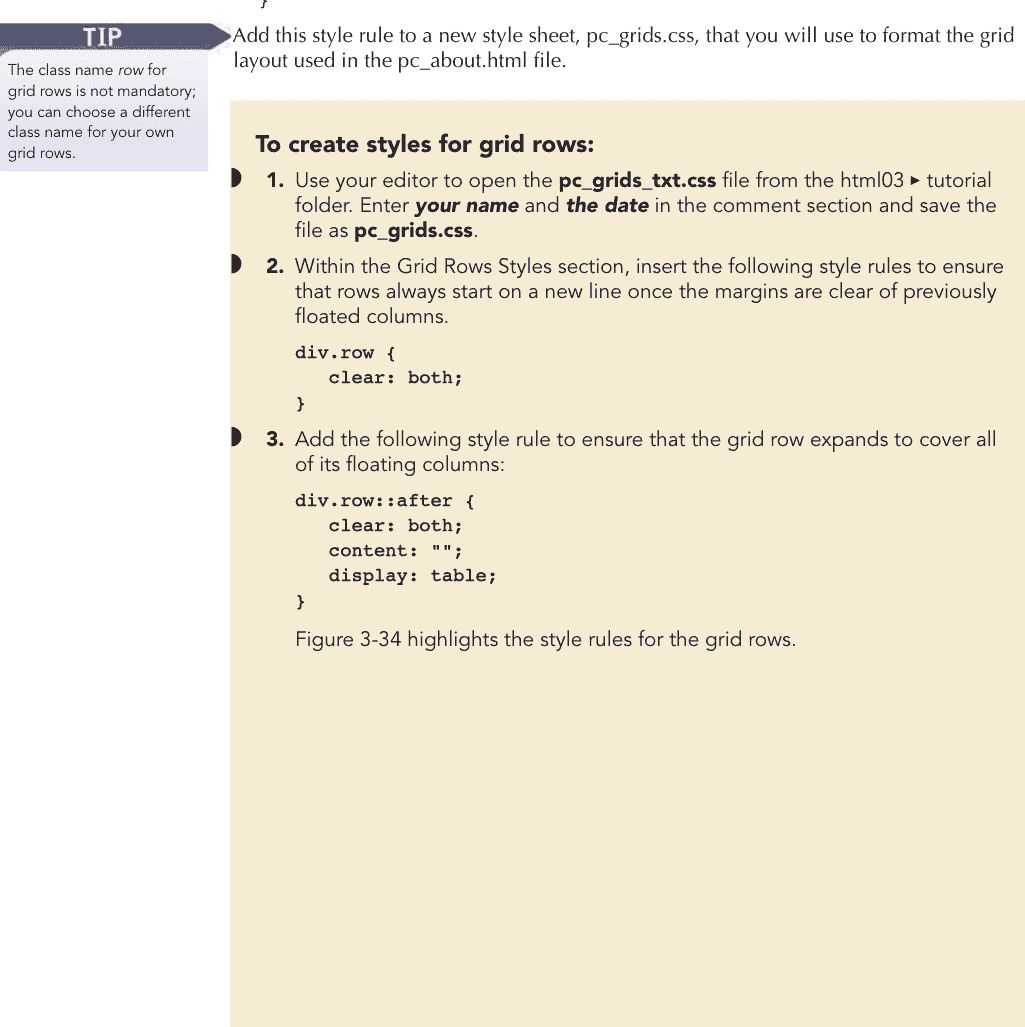 }
TIP
The class name row for
grid rows is not mandatory;
you can choose a different
class name for your own
grid rows.
Add this style rule to a new style sheet, pc_grids.css, that you will use to format the grid
layout used in the pc_about.html file.
To create styles for grid rows:
1. Use your editor to open the pc_grids_txt.css file from the html03 ▸ tutorial
folder. Enter your name and the date in the comment section and save the
file as pc_grids.css.
2. Within the Grid Rows Styles section, insert the following style rules to ensure
that rows always start on a new line once the margins are clear of previously
floated columns.
div.row {
clear: both;
}
3. Add the following style rule to ensure that the grid row expands to cover all
of its floating columns:
div.row::after {
clear: both;
content: "";
display: table;
}
Figure 3-34 highlights the style rules for the grid rows.